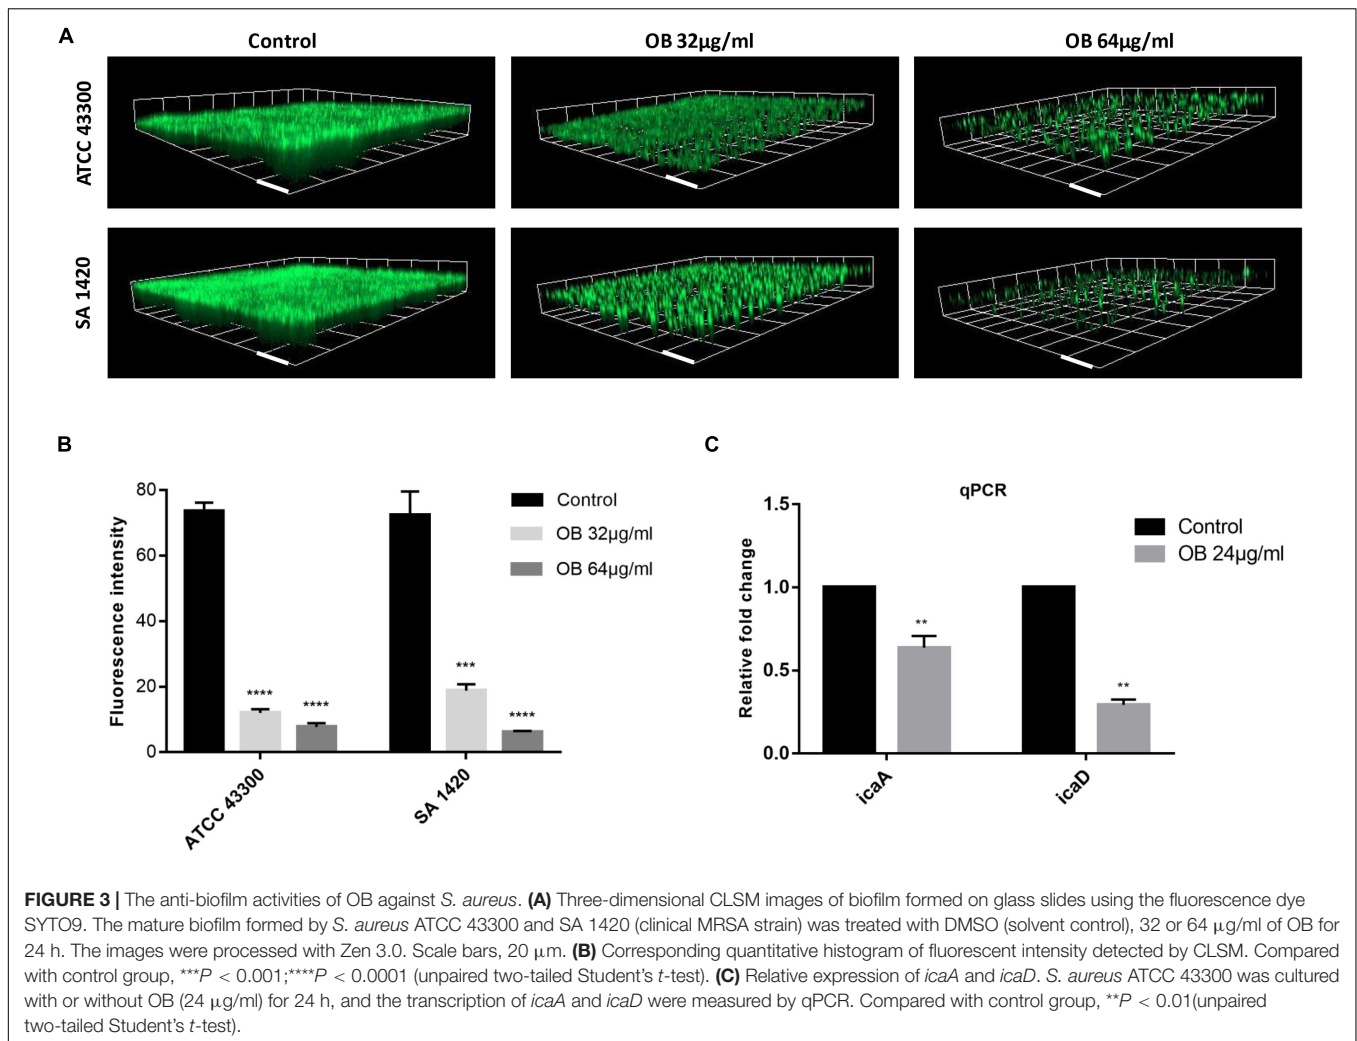 A
Control
OB 32µg/ml
OB 64µg/ml
ATCC 43300
SA 1420
B
80
60
40
20
0
Fluorescence intensity
Control
OB 32µg/ml
OB 64µg/ml
****
****
***
****
ATCC 43300
SA 1420
C
qPCR
1.5
1.0
0.5
0.0
Relative fold change
Control
OB 24µg/ml
**
**
icaA
icaD
FIGURE 3 | The anti-biofilm activities of OB against S. aureus. (A) Three-dimensional CLSM images of biofilm formed on glass slides using the fluorescence dye
SYTO9. The mature biofilm formed by S. aureus ATCC 43300 and SA 1420 (clinical MRSA strain) was treated with DMSO (solvent control), 32 or 64 µg/ml of OB for
24 h. The images were processed with Zen 3.0. Scale bars, 20 µm. (B) Corresponding quantitative histogram of fluorescent intensity detected by CLSM. Compared
with control group, ***P < 0.001;****P < 0.0001 (unpaired two-tailed Student's t-test). (C) Relative expression of icaA and icaD. S. aureus ATCC 43300 was cultured
with or without OB (24 µg/ml) for 24 h, and the transcription of icaA and icaD were measured by qPCR. Compared with control group, **P < 0.01(unpaired
two-tailed Student's t-test).